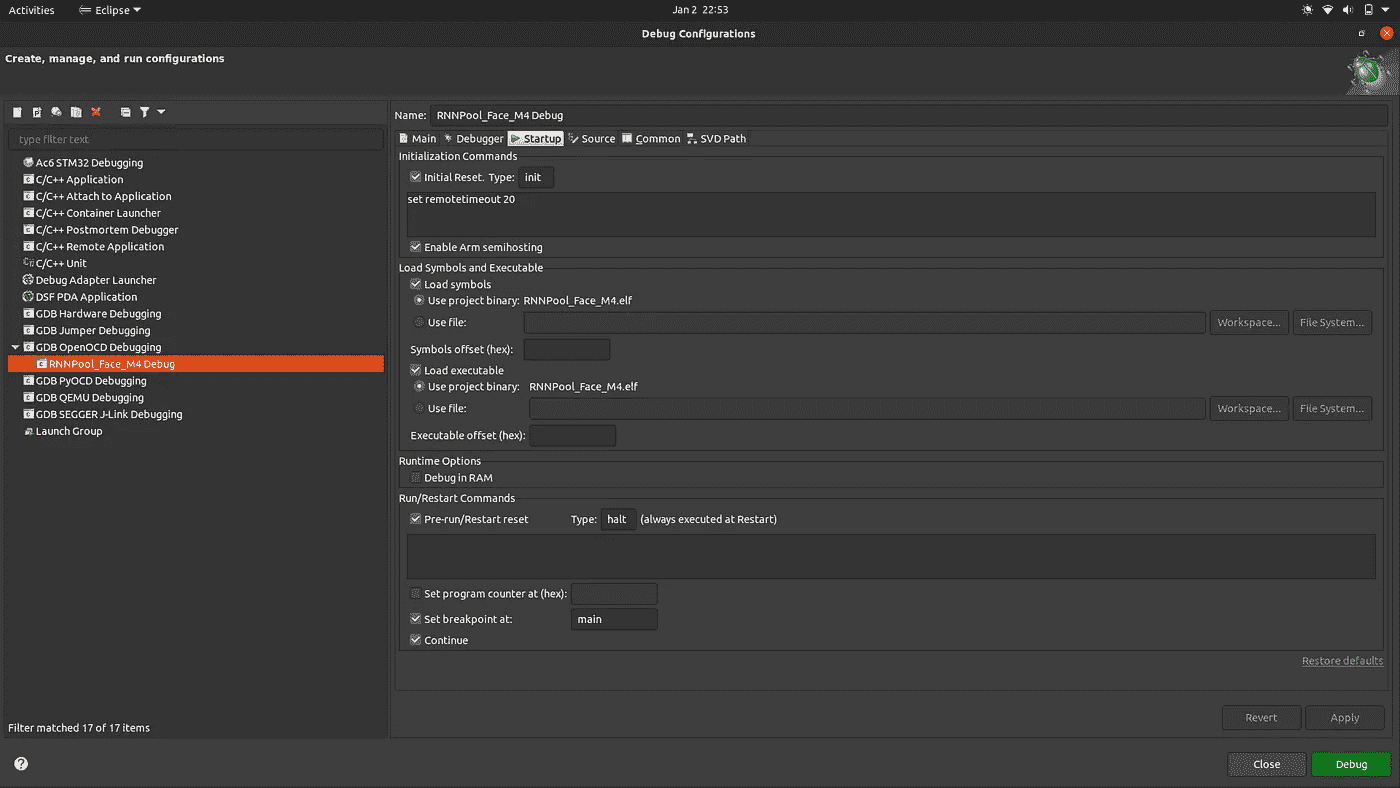 Activities Eclipse Jan 2 22:53
Debug Configurations
Create, manage, and run configurations
type filter text
Ac6 STM32 Debugging
C/C++ Application
C/C++ Attach to Application
C/C++ Container Launcher
C/C++ Postmortem Debugger
C/C++ Remote Application
C/C++ Unit
Debug Adapter Launcher
DSF PDA Application
GDB Hardware Debugging
GDB Jumper Debugging
GDB OpenOCD Debugging
RNNPool_Face_M4 Debug
GDB PyOCD Debugging
GDB QEMU Debugging
GDB SEGGER J-Link Debugging
Launch Group
Filter matched 17 of 17 items
Name: RNNPool_Face_M4 Debug
Main Debugger Startup Source Common SVD Path
Initialization Commands
Initial Reset. Type: init
set remotetimeout 20
Enable Arm semihosting
Load Symbols and Executable
Load symbols
Use project binary: RNNPool_Face_M4.elf
Use file: Workspace... File System...
Symbols offset (hex):
Load executable
Use project binary: RNNPool_Face_M4.elf
Use file: Workspace... File System...
Executable offset (hex):
Runtime Options
Debug in RAM
Run/Restart Commands
Pre-run/Restart reset Type: halt (always executed at Restart)
Set program counter at (hex):
Set breakpoint at: main
Continue
Restore defaults
Revert Apply
Close Debug